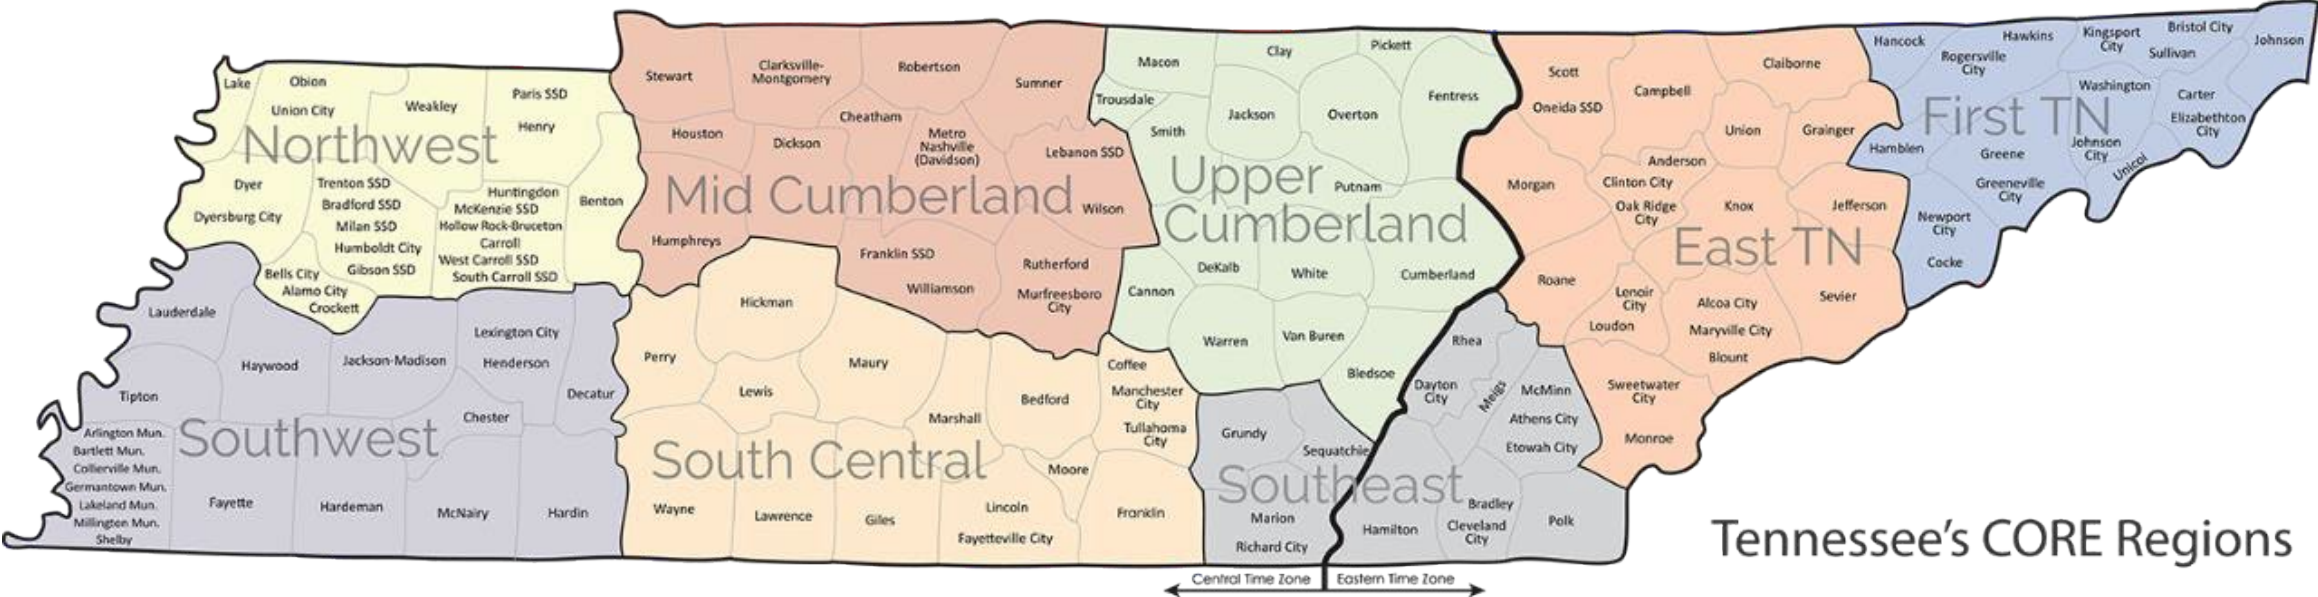 Lake
Obion
Union City
Weakley
Paris SSD
Henry
Northwest
Dyer
Dyersburg City
Trenton SSD
Bradford SSD
Milan SSD
Humboldt City
Gibson SSD
Huntingdon
McKenzie SSD
Hollow Rock-Bruceton
Carroll
West Carroll SSD
South Carroll SSD
Benton
Bells City
Alamo City
Crockett
Lauderdale
Haywood
Jackson-Madison
Lexington City
Henderson
Decatur
Tipton
Chester
Southwest
Arlington Mun.
Bartlett Mun.
Collierville Mun.
Germantown Mun.
Lakeland Mun.
Millington Mun.
Shelby
Fayette
Hardeman
McNairy
Hardin
Stewart
Clarksville-
Montgomery
Robertson
Sumner
Houston
Dickson
Cheatham
Metro
Nashville
(Davidson)
Lebanon SSD
Mid Cumberland
Wilson
Humphreys
Franklin SSD
Williamson
Rutherford
Murfreesboro
City
Hickman
Perry
Lewis
Maury
Marshall
Bedford
Coffee
Manchester
City
Tullahoma
City
South Central
Moore
Wayne
Lawrence
Giles
Lincoln
Fayetteville City
Franklin
Macon
Clay
Pickett
Trousdale
Smith
Jackson
Overton
Fentress
Upper
Cumberland
Putnam
DeKalb
White
Cumberland
Cannon
Warren
Van Buren
Bledsoe
Grundy
Sequatchie
Southeast
Marion
Richard City
Rhea
Dayton
City
Meigs
McMinn
Athens City
Etowah City
Hamilton
Bradley
Cleveland
City
Polk
Scott
Oneida SSD
Campbell
Claiborne
Union
Grainger
Morgan
Anderson
Clinton City
Oak Ridge
City
Knox
Jefferson
East TN
Roane
Lenoir
City
Loudon
Alcoa City
Maryville City
Blount
Sevier
Sweetwater
City
Monroe
Hancock
Hawkins
Rogersville
City
Kingsport
City
Bristol City
Sullivan
Johnson
First TN
Washington
Carter
Elizabethton
City
Hamblen
Greene
Johnson
City
Unicoi
Greeneville
City
Newport
City
Cocke
Central Time Zone
Eastern Time Zone
Tennessee's CORE Regions